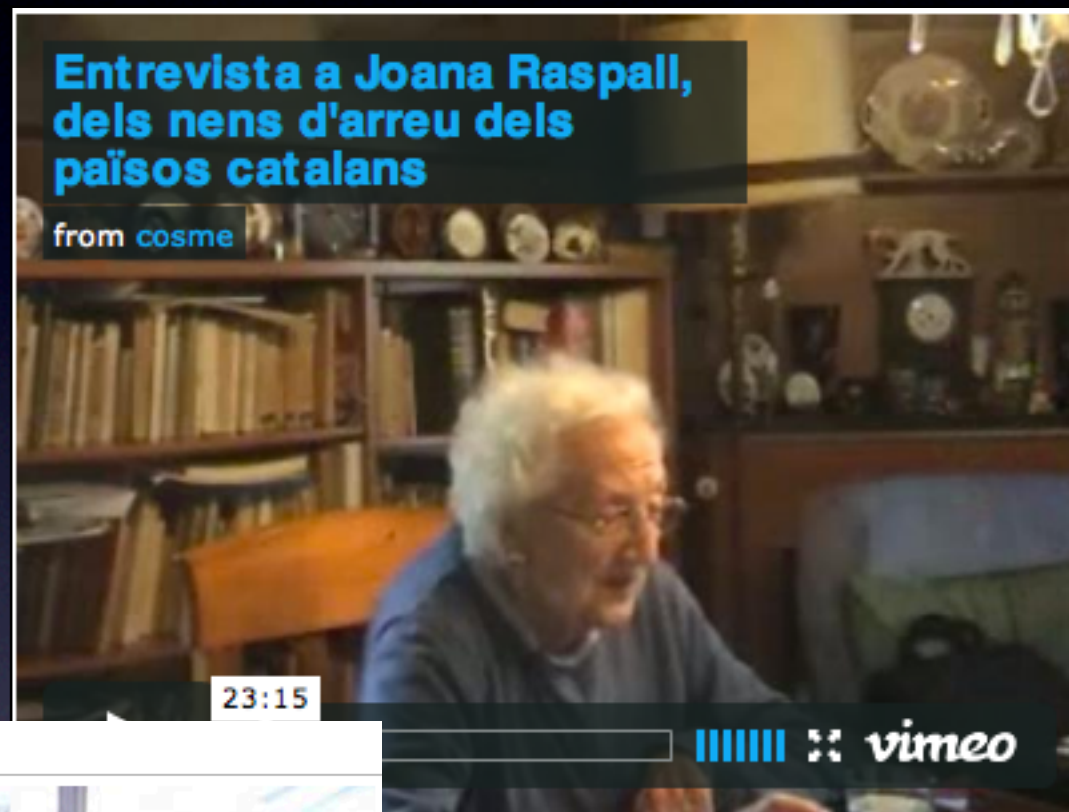 Entrevista a Joana Raspall,
dels nens d'arreu dels
països catalans
from cosme
23:15
vimeo